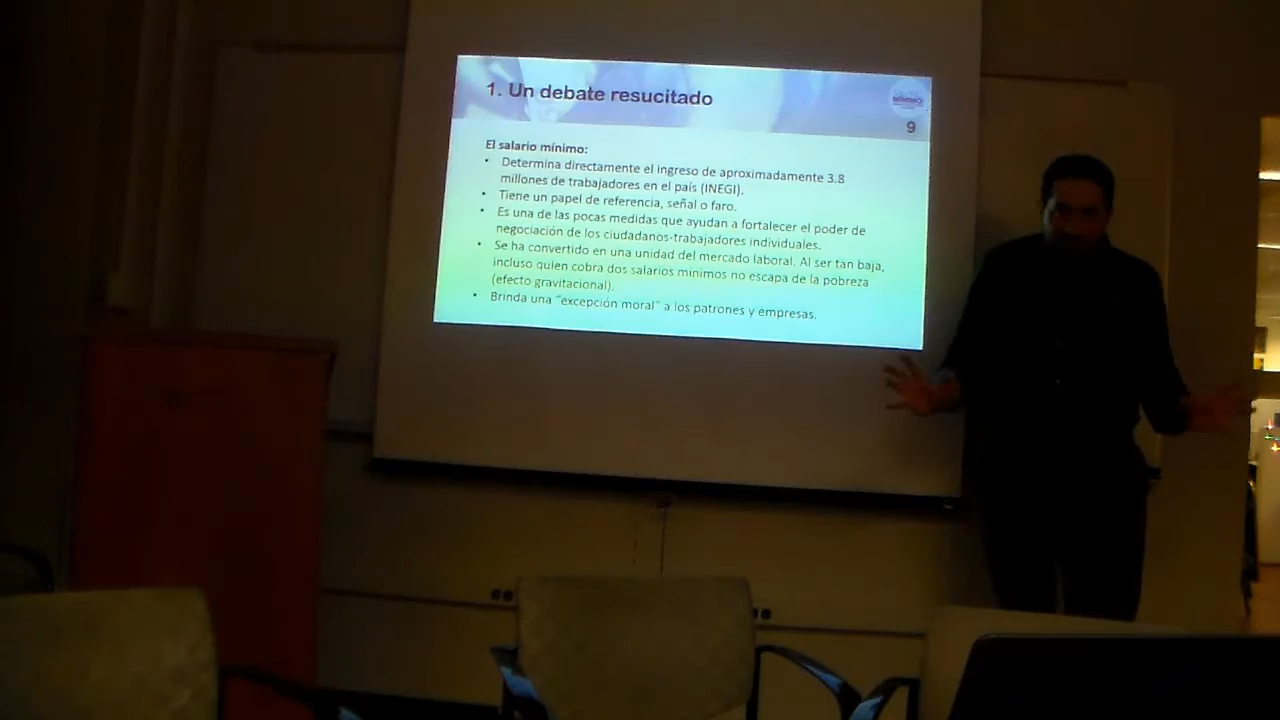 1. Un debate resucitado
9
El salario mínimo:
• Determina directamente el ingreso de aproximadamente 3.8
millones de trabajadores en el país (INEGI).
• Tiene un papel de referencia, señal o faro.
• Es una de las pocas medidas que ayudan a fortalecer el poder de
negociación de los ciudadanos-trabajadores individuales.
• Se ha convertido en una unidad del mercado laboral. Al ser tan baja,
incluso quien cobra dos salarios mínimos no escapa de la pobreza
(efecto gravitacional).
• Brinda una “excepción moral” a los patrones y empresas.